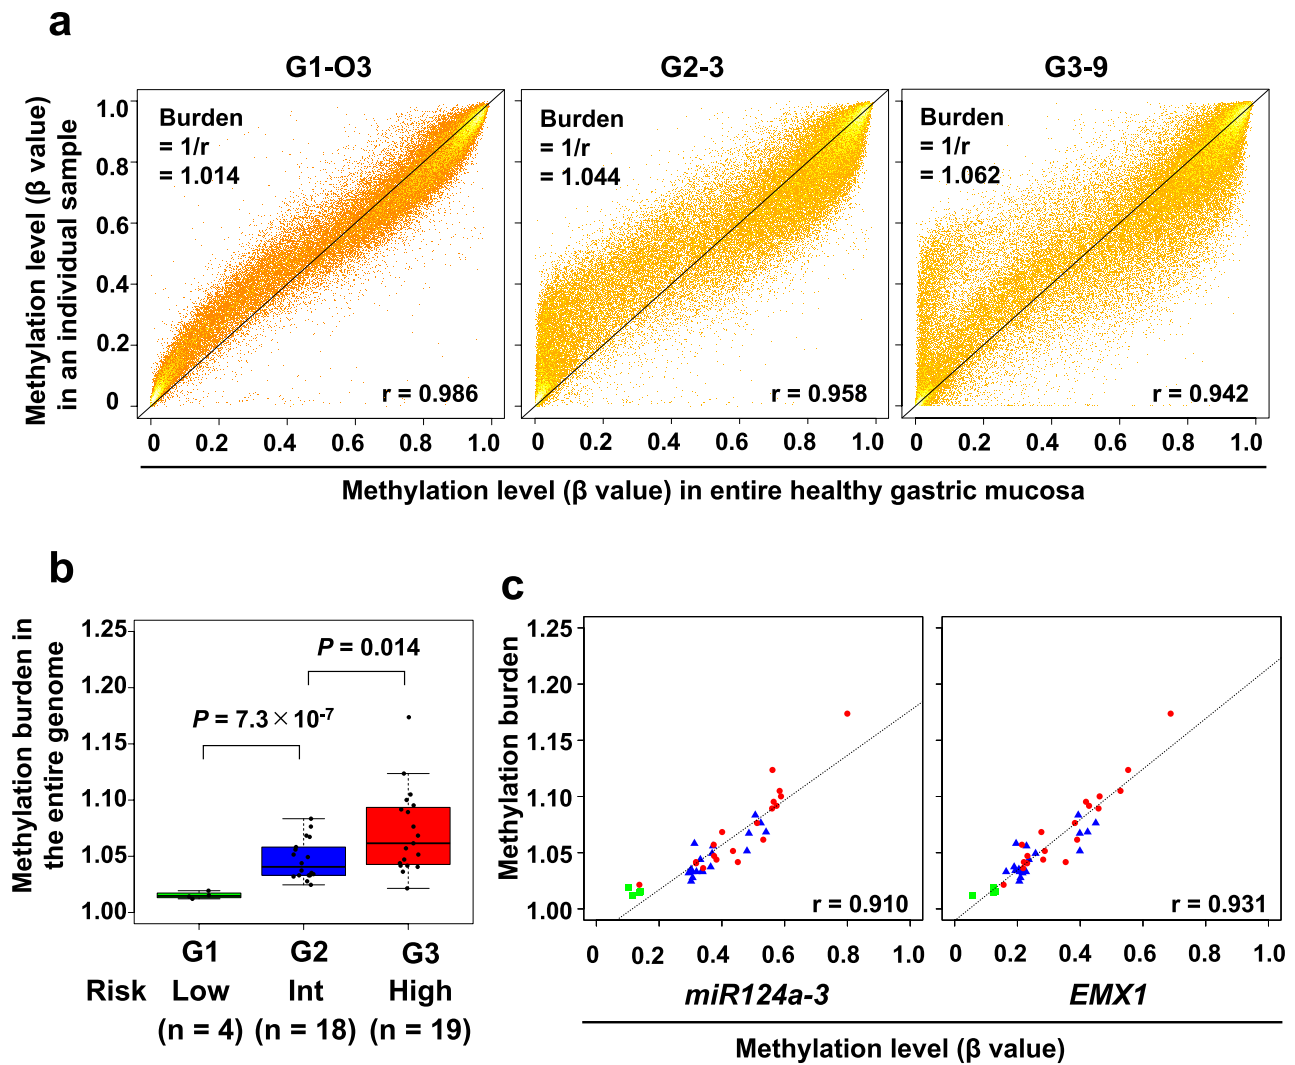 a
G1-O3
G2-3
G3-9
Methylation level (β value)
in an individual sample
1.0
0.8
0.6
0.4
0.2
0
Burden
= 1/r
= 1.014
r = 0.986
Burden
= 1/r
= 1.044
r = 0.958
Burden
= 1/r
= 1.062
r = 0.942
0 0.2 0.4 0.6 0.8 1.0
0 0.2 0.4 0.6 0.8 1.0
0 0.2 0.4 0.6 0.8 1.0
Methylation level (β value) in entire healthy gastric mucosa
b
Methylation burden in
the entire genome
1.25
1.20
1.15
1.10
1.05
1.00
P = 0.014
P = 7.3×10-7
G1 G2 G3
Risk Low Int High
(n = 4) (n = 18) (n = 19)
c
Methylation burden
1.25
1.20
1.15
1.10
1.05
1.00
r = 0.910
r = 0.931
0 0.2 0.4 0.6 0.8 1.0
0 0.2 0.4 0.6 0.8 1.0
miR124a-3
EMX1
Methylation level (β value)